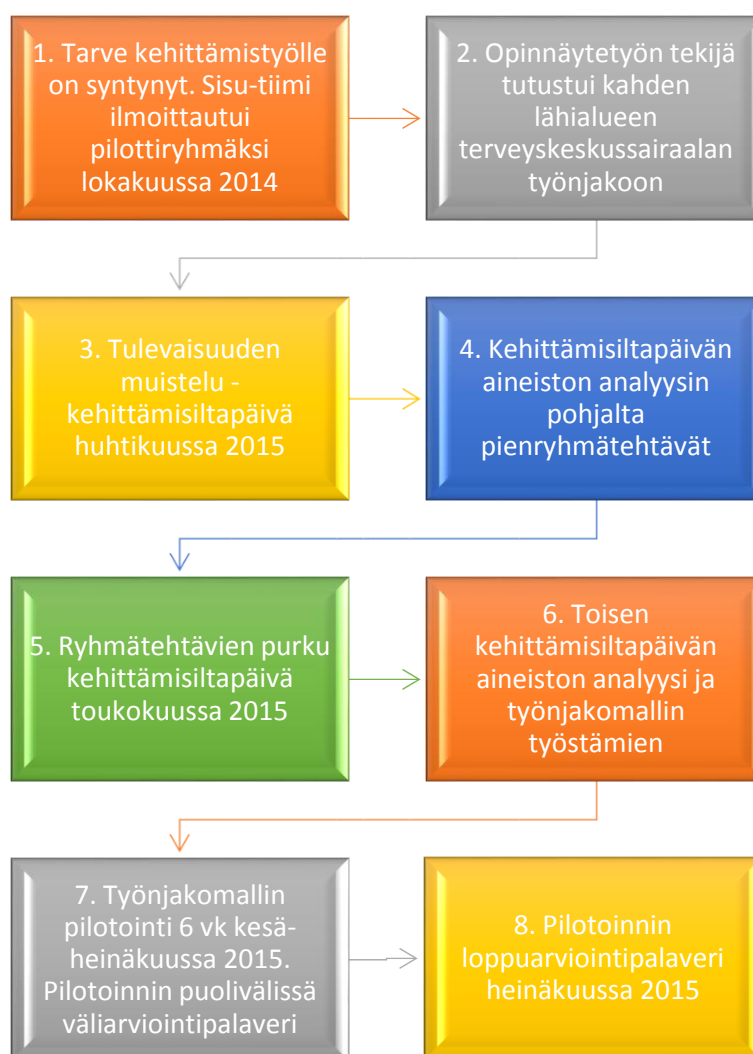 1. Tarve kehittämistyölle
on syntynyt. Sisu-tiimi
ilmoittautui
pilottiryhmäksi
lokakuussa 2014
2. Opinnäytetyön tekijä
tutustui kahden
lähialueen
terveyskeskussairaalan
työnjakoon
3. Tulevaisuuden
muistelu -
kehittämisiltapäivä
huhtikuussa 2015
4. Kehittämisiltapäivän
aineiston analyysin
pohjalta
pienryhmätehtävät
5. Ryhmätehtävien purku
kehittämisiltapäivä
toukokuussa 2015
6. Toisen
kehittämisiltapäivän
aineiston analyysi ja
työnjakomallin
työstämien
7. Työnjakomallin
pilotointi 6 vk kesä-
heinäkuussa 2015.
Pilotoinnin puolivälissä
väliarviointipalaveri
8. Pilotoinnin
loppuarviointipalaveri
heinäkuussa 2015